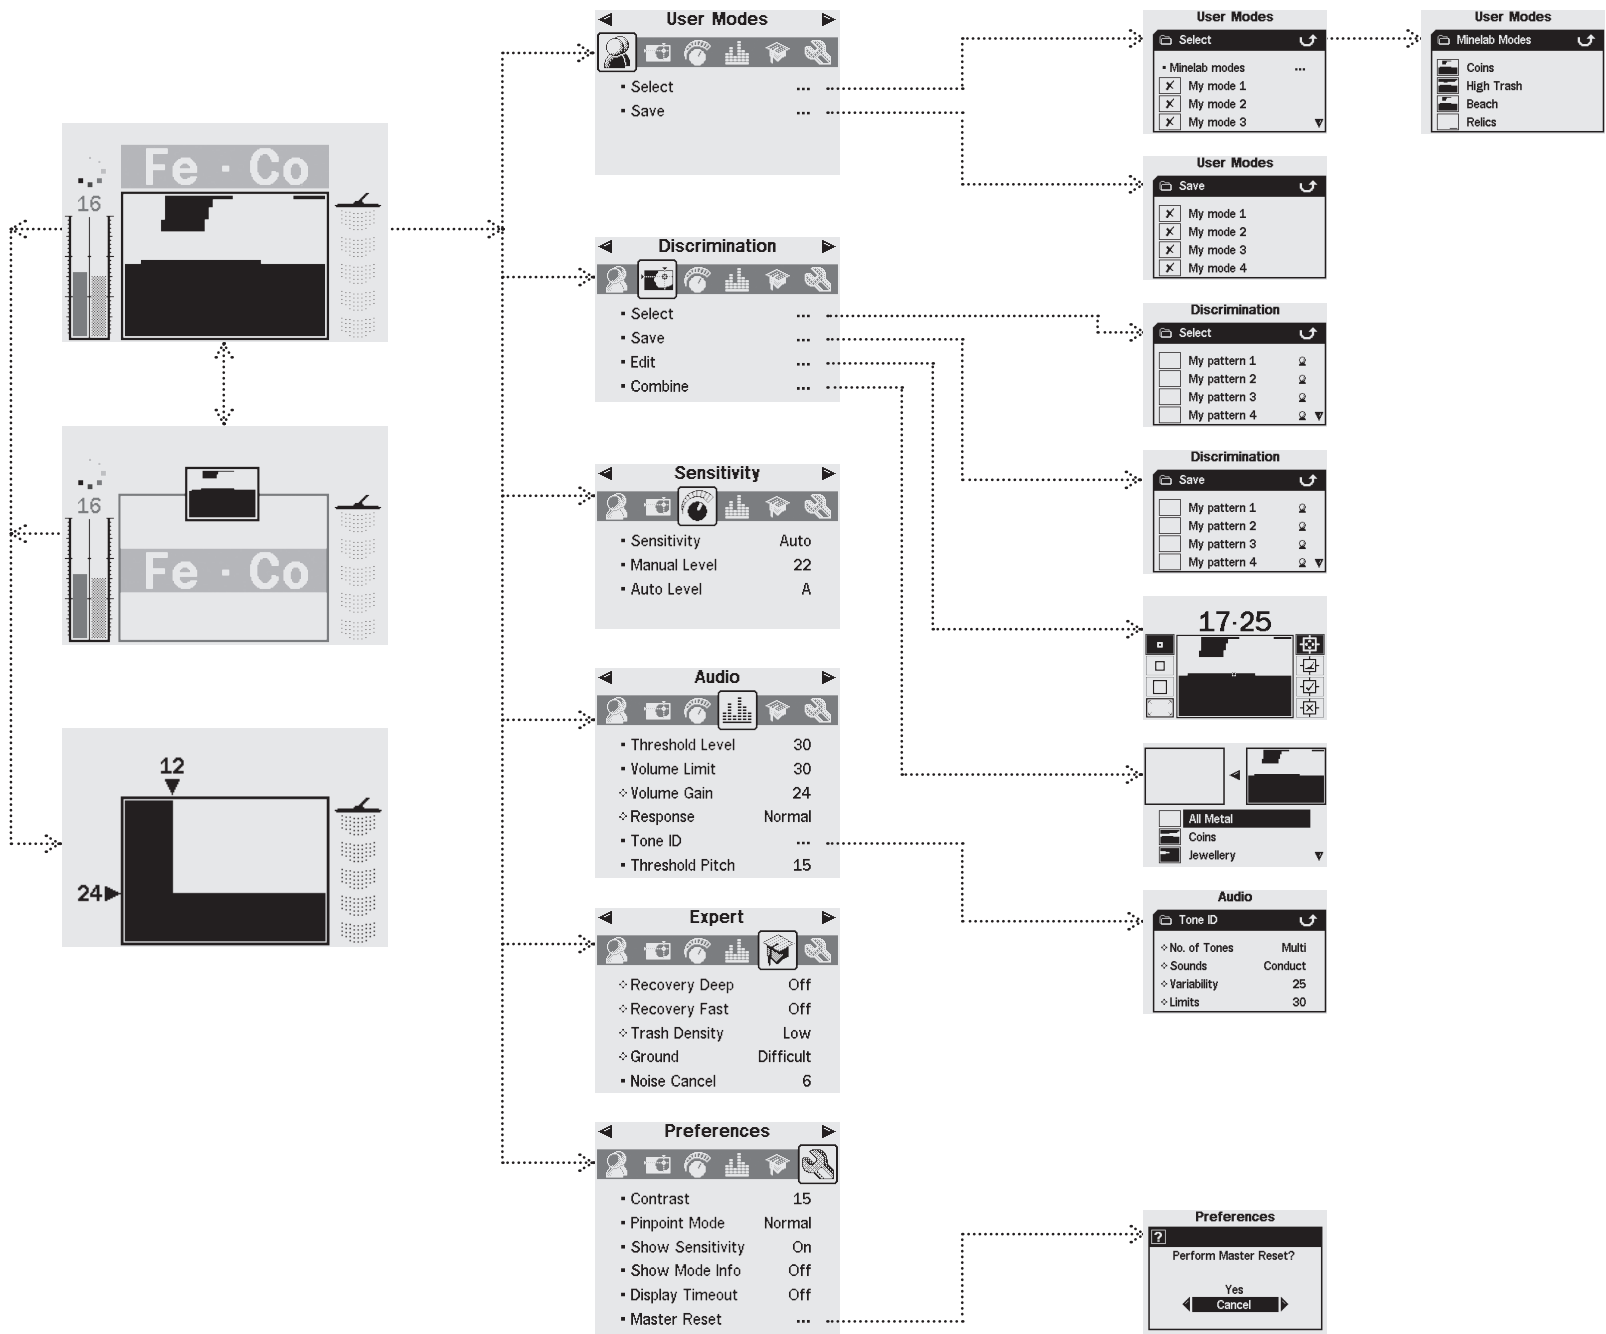 Fe · Co
16
16
Fe · Co
12
24
User Modes
Select ...
Save ...
Discrimination
Select ...
Save ...
Edit ...
Combine ...
Sensitivity
Sensitivity Auto
Manual Level 22
Auto Level A
Audio
Threshold Level 30
Volume Limit 30
Volume Gain 24
Response Normal
Tone ID ...
Threshold Pitch 15
Expert
Recovery Deep Off
Recovery Fast Off
Trash Density Low
Ground Difficult
Noise Cancel 6
Preferences
Contrast 15
Pinpoint Mode Normal
Show Sensitivity On
Show Mode Info Off
Display Timeout Off
Master Reset ...
User Modes
Select
Minelab modes ...
My mode 1
My mode 2
My mode 3
User Modes
Minelab Modes
Coins
High Trash
Beach
Relics
User Modes
Save
My mode 1
My mode 2
My mode 3
My mode 4
Discrimination
Select
My pattern 1
My pattern 2
My pattern 3
My pattern 4
Discrimination
Save
My pattern 1
My pattern 2
My pattern 3
My pattern 4
17·25
All Metal
Coins
Jewellery
Audio
Tone ID
No. of Tones Multi
Sounds Conduct
Variability 25
Limits 30
Preferences
?
Perform Master Reset?
Yes
Cancel